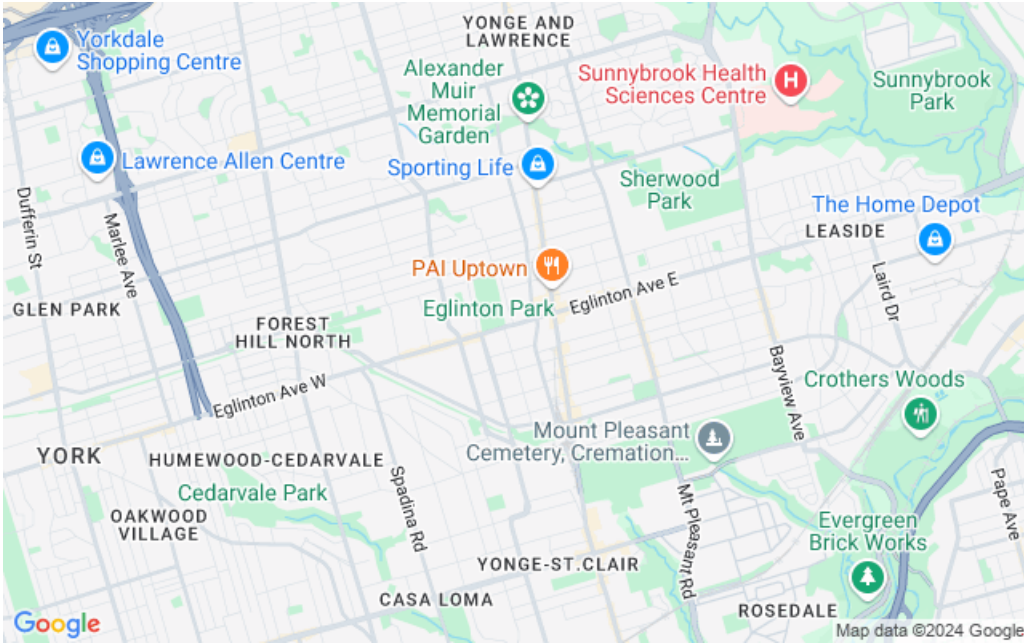 YONGE AND
LAWRENCE
Yorkdale
Shopping Centre
Alexander
Muir
Memorial
Garden
Sunnybrook Health
Sciences Centre
H
Sunnybrook
Park
Lawrence Allen Centre
Sporting Life
Sherwood
Park
Dufferin St
Marlee Ave
The Home Depot
LEASIDE
PAI Uptown
Laird Dr
Eglinton Ave E
Eglinton Park
GLEN PARK
FOREST
HILL NORTH
Bayview Ave
Crothers Woods
Eglinton Ave W
Mount Pleasant
Cemetery, Cremation...
YORK
HUMEWOOD-CEDARVALE
Cedarvale Park
Spadina Rd
Mt Pleasant Rd
Pape Ave
OAKWOOD
VILLAGE
Evergreen
Brick Works
YONGE-ST.CLAIR
CASA LOMA
ROSEDALE
Google
Map data ©2024 Google